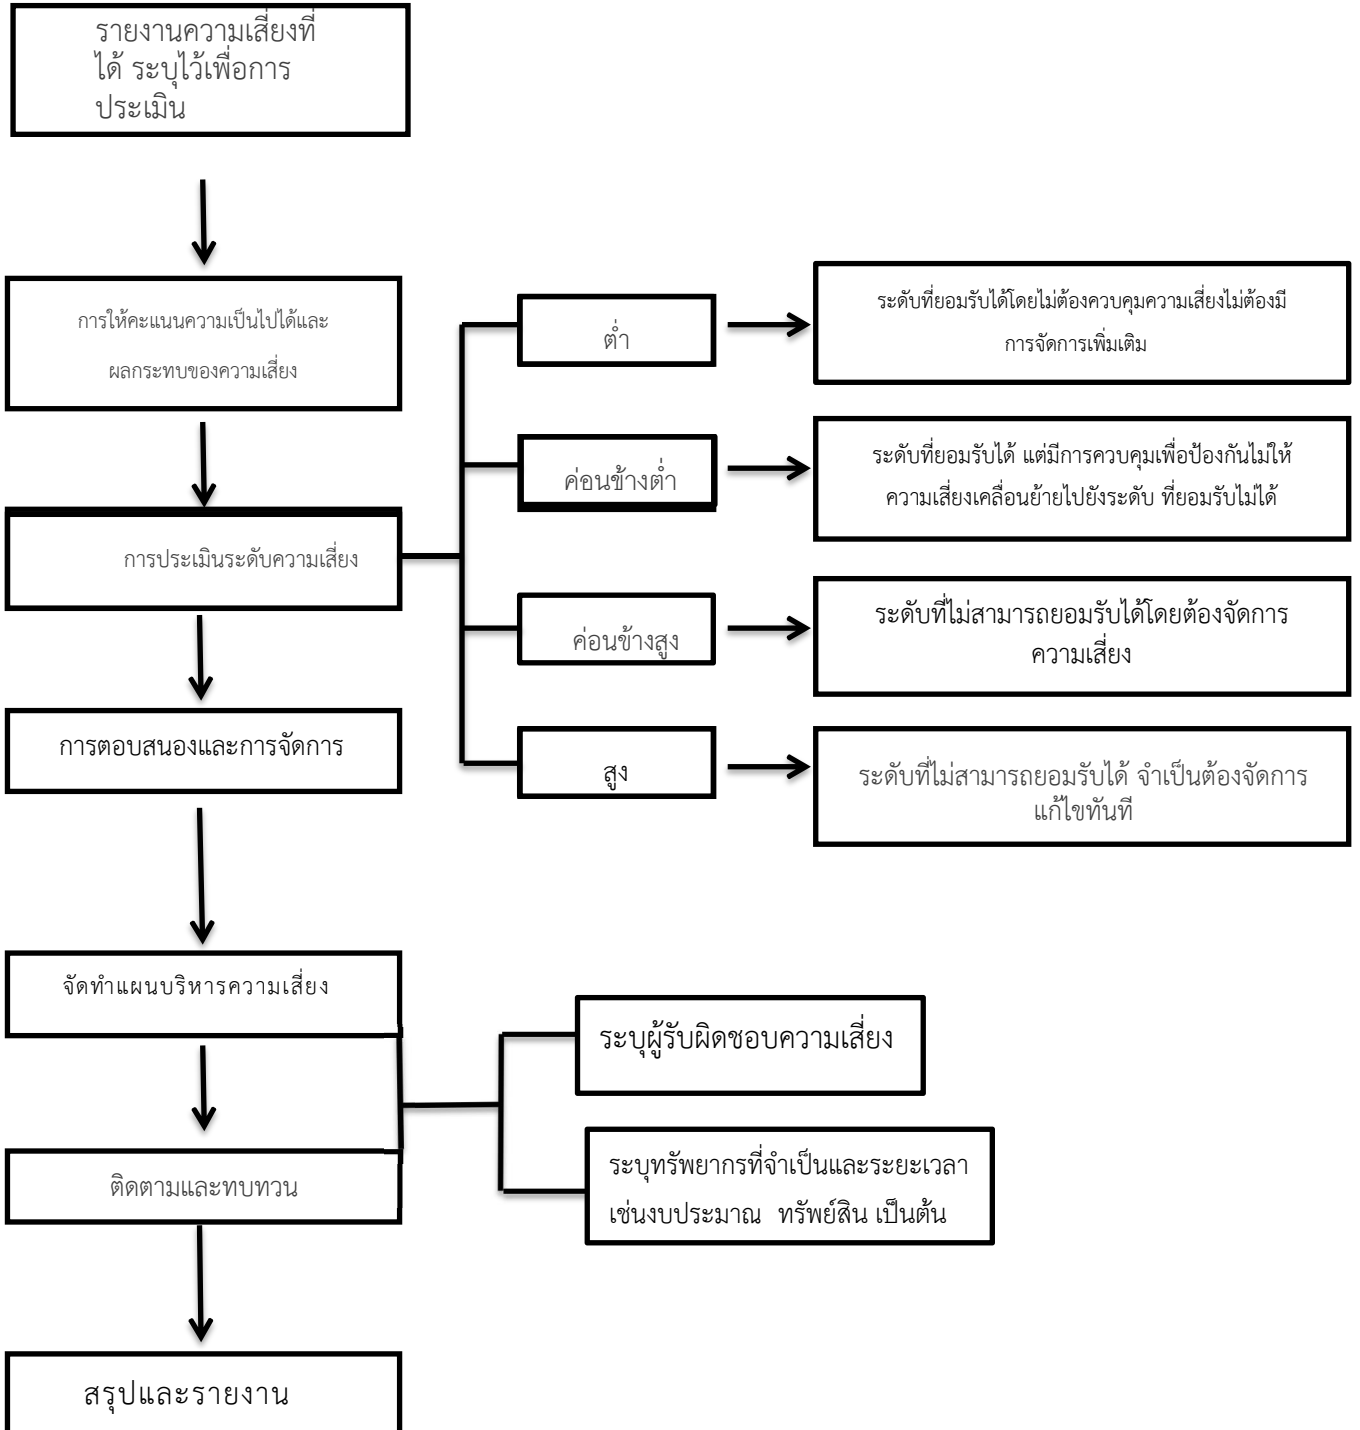 รายงานความเสี่ยงที่
ได้ ระบุไว้เพื่อการ
ประเมิน
การให้คะแนนความเป็นไปได้และ
ผลกระทบของความเสี่ยง
การประเมินระดับความเสี่ยง
ต่ำ
ระดับที่ยอมรับได้โดยไม่ต้องควบคุมความเสี่ยงไม่ต้องมี
การจัดการเพิ่มเติม
ค่อนข้างต่ำ
ระดับที่ยอมรับได้ แต่มีการควบคุมเพื่อป้องกันไม่ให้
ความเสี่ยงเคลื่อนย้ายไปยังระดับ ที่ยอมรับไม่ได้
ค่อนข้างสูง
ระดับที่ไม่สามารถยอมรับได้โดยต้องจัดการ
ความเสี่ยง
สูง
ระดับที่ไม่สามารถยอมรับได้ จำเป็นต้องจัดการ
แก้ไขทันที
การตอบสนองและการจัดการ
จัดทำแผนบริหารความเสี่ยง
ระบุผู้รับผิดชอบความเสี่ยง
ระบุทรัพยากรที่จำเป็นและระยะเวลา
เช่นงบประมาณ ทรัพย์สิน เป็นต้น
ติดตามและทบทวน
สรุปและรายงาน